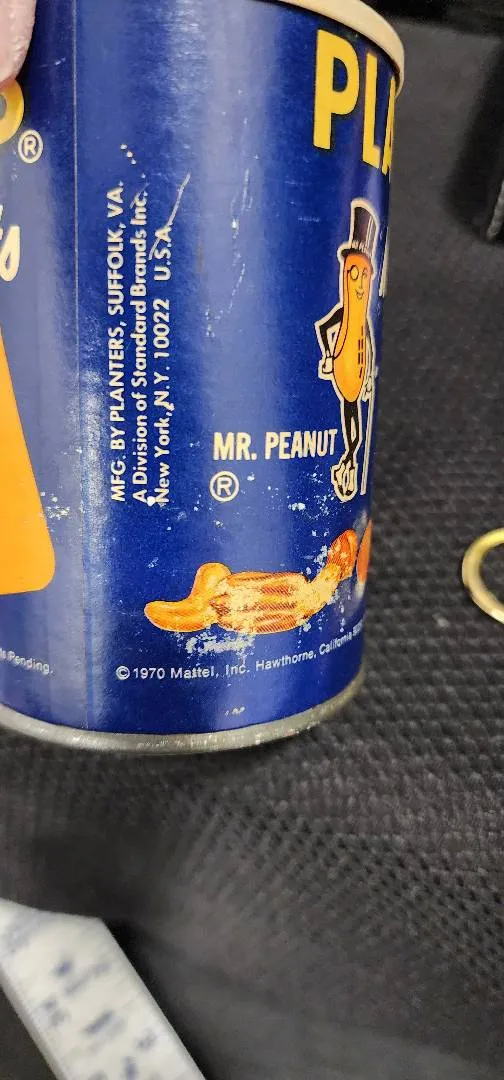 PLA
®
MFG. BY PLANTERS, SUFFOLK, VA.
A Division of Standard Brands Inc.
New York, N.Y. 10022 U.S.A.
MR. PEANUT
®
Pending.
© 1970 Mattel, Inc. Hawthorne, California